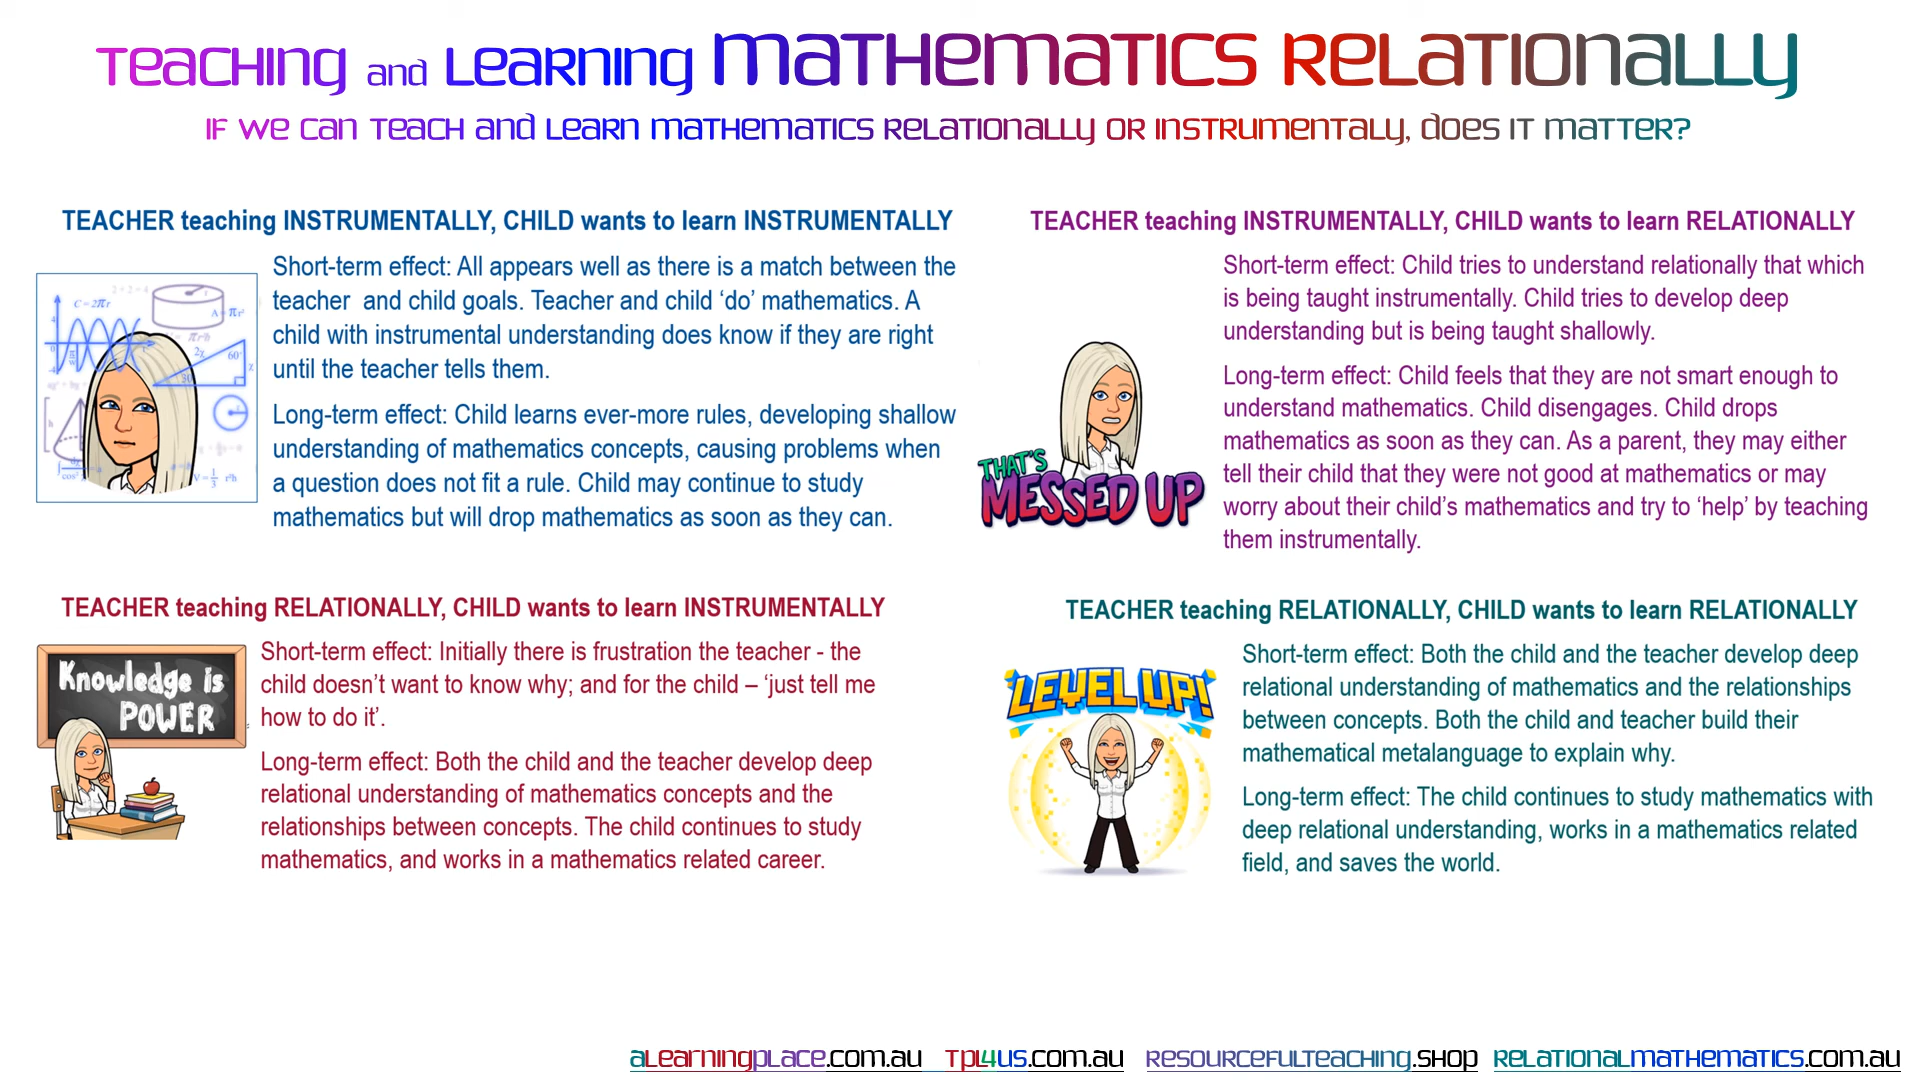 Teaching and Learning Mathematics Relationally
If we can teach and learn mathematics relationally or instrumentaly, does it matter?
TEACHER teaching INSTRUMENTALLY, CHILD wants to learn INSTRUMENTALLY
Short-term effect: All appears well as there is a match between the
teacher and child goals. Teacher and child ‘do’ mathematics. A
child with instrumental understanding does know if they are right
until the teacher tells them.
Long-term effect: Child learns ever-more rules, developing shallow
understanding of mathematics concepts, causing problems when
a question does not fit a rule. Child may continue to study
mathematics but will drop mathematics as soon as they can.
TEACHER teaching INSTRUMENTALLY, CHILD wants to learn RELATIONALLY
Short-term effect: Child tries to understand relationally that which
is being taught instrumentally. Child tries to develop deep
understanding but is being taught shallowly.
Long-term effect: Child feels that they are not smart enough to
understand mathematics. Child disengages. Child drops
mathematics as soon as they can. As a parent, they may either
tell their child that they were not good at mathematics or may
worry about their child’s mathematics and try to ‘help’ by teaching
them instrumentally.
THAT'S
MESSED UP
TEACHER teaching RELATIONALLY, CHILD wants to learn INSTRUMENTALLY
Knowledge is
POWER
Short-term effect: Initially there is frustration the teacher - the
child doesn’t want to know why; and for the child – ‘just tell me
how to do it’.
Long-term effect: Both the child and the teacher develop deep
relational understanding of mathematics concepts and the
relationships between concepts. The child continues to study
mathematics, and works in a mathematics related career.
TEACHER teaching RELATIONALLY, CHILD wants to learn RELATIONALLY
LEVEL UP!
Short-term effect: Both the child and the teacher develop deep
relational understanding of mathematics and the relationships
between concepts. Both the child and teacher build their
mathematical metalanguage to explain why.
Long-term effect: The child continues to study mathematics with
deep relational understanding, works in a mathematics related
field, and saves the world.
alearningplace.com.au TPL4US.com.au resourcefulteaching.shop relationalmathematics.com.au